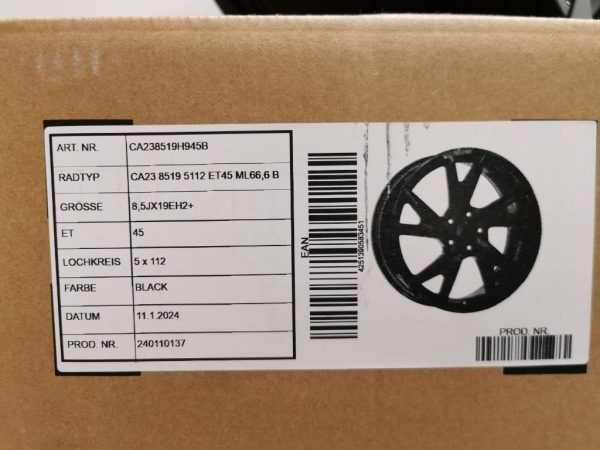 ART. NR. CA238519H945B
RADTYP CA23 8519 5112 ET45 ML66,6 B
GRÖSSE 8,5JX19EH2+
ET 45
LOCHKREIS 5 x 112
FARBE BLACK
DATUM 11.1.2024
PROD. NR. 240110137
EAN
4251390583451
PROD. NR.